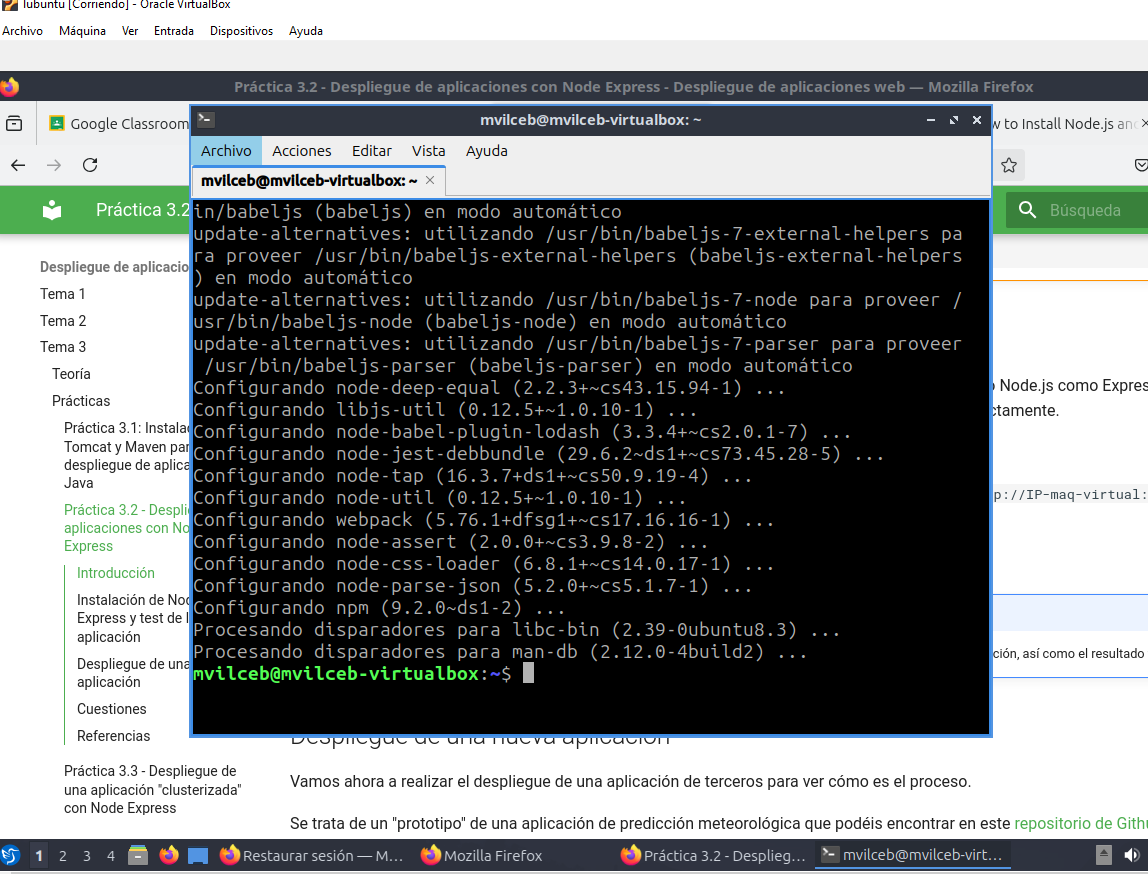 lubuntu [Corriendo] - Oracle VirtualBox
Archivo Máquina Ver Entrada Dispositivos Ayuda
Práctica 3.2 - Despliegue de aplicaciones con Node Express - Despliegue de aplicaciones web — Mozilla Firefox
Google Classroom
w to Install Node.js and
mvilceb@mvilceb-virtualbox: ~
Archivo Acciones Editar Vista Ayuda
mvilceb@mvilceb-virtualbox: ~
Práctica 3.2
Búsqueda
in/babeljs (babeljs) en modo automático
update-alternatives: utilizando /usr/bin/babeljs-7-external-helpers pa
ra proveer /usr/bin/babeljs-external-helpers (babeljs-external-helpers
) en modo automático
update-alternatives: utilizando /usr/bin/babeljs-7-node para proveer /
usr/bin/babeljs-node (babeljs-node) en modo automático
update-alternatives: utilizando /usr/bin/babeljs-7-parser para proveer
/usr/bin/babeljs-parser (babeljs-parser) en modo automático
Configurando node-deep-equal (2.2.3+~cs43.15.94-1) ...
Configurando libjs-util (0.12.5+~1.0.10-1) ...
Configurando node-babel-plugin-lodash (3.3.4+~cs2.0.1-7) ...
Configurando node-jest-debbundle (29.6.2~ds1+~cs73.45.28-5) ...
Configurando node-tap (16.3.7+ds1+~cs50.9.19-4) ...
Configurando node-util (0.12.5+~1.0.10-1) ...
Configurando webpack (5.76.1+dfsg1+~cs17.16.16-1) ...
Configurando node-assert (2.0.0+~cs3.9.8-2) ...
Configurando node-css-loader (6.8.1+~cs14.0.17-1) ...
Configurando node-parse-json (5.2.0+~cs5.1.7-1) ...
Configurando npm (9.2.0~ds1-2) ...
Procesando disparadores para libc-bin (2.39-0ubuntu8.3) ...
Procesando disparadores para man-db (2.12.0-4build2) ...
mvilceb@mvilceb-virtualbox:~$
Despliegue de aplicacio
Tema 1
Tema 2
Tema 3
Teoría
Prácticas
Práctica 3.1: Instalac
Tomcat y Maven par
despliegue de aplica
Java
Práctica 3.2 - Despli
aplicaciones con No
Express
Introducción
Instalación de Nod
Express y test de l
aplicación
Despliegue de una
aplicación
Cuestiones
Referencias
Práctica 3.3 - Despliegue de
una aplicación "clusterizada"
con Node Express
Node.js como Expres
ctamente.
p://IP-maq-virtual:
ción, así como el resultado
Despliegue de una nueva aplicación
Vamos ahora a realizar el despliegue de una aplicación de terceros para ver cómo es el proceso.
Se trata de un "prototipo" de una aplicación de predicción meteorológica que podéis encontrar en este repositorio de Githu
1 2 3 4 Restaurar sesión — M... Mozilla Firefox Práctica 3.2 - Desplieg... mvilceb@mvilceb-virt...